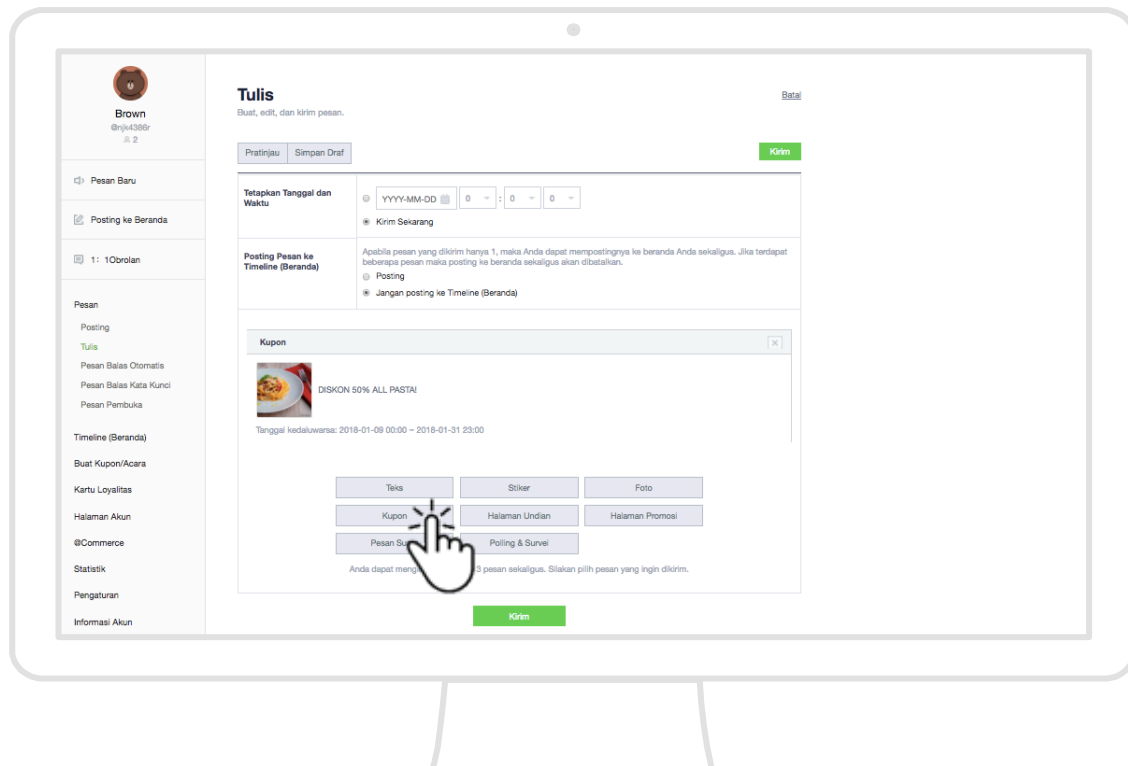 Brown
@njk4386r
2
Pesan Baru
Posting ke Beranda
1: 1Obrolan
Pesan
Posting
Tulis
Pesan Balas Otomatis
Pesan Balas Kata Kunci
Pesan Pembuka
Timeline (Beranda)
Buat Kupon/Acara
Kartu Loyalitas
Halaman Akun
@Commerce
Statistik
Pengaturan
Informasi Akun
Tulis
Batal
Buat, edit, dan kirim pesan.
Pratinjau Simpan Draf Kirim
Tetapkan Tanggal dan
Waktu
YYYY-MM-DD 0 : 0 0
Kirim Sekarang
Posting Pesan ke
Timeline (Beranda)
Apabila pesan yang dikirim hanya 1, maka Anda dapat mempostingnya ke beranda Anda sekaligus. Jika terdapat
beberapa pesan maka posting ke beranda sekaligus akan dibatalkan.
Posting
Jangan posting ke Timeline (Beranda)
Kupon
DISKON 50% ALL PASTA!
Tanggal kedaluwarsa: 2018-01-09 00:00 ~ 2018-01-31 23:00
Teks Stiker Foto
Kupon Halaman Undian Halaman Promosi
Pesan Polling & Survei
Anda dapat 3 pesan sekaligus. Silakan pilih pesan yang ingin dikirim.
Kirim